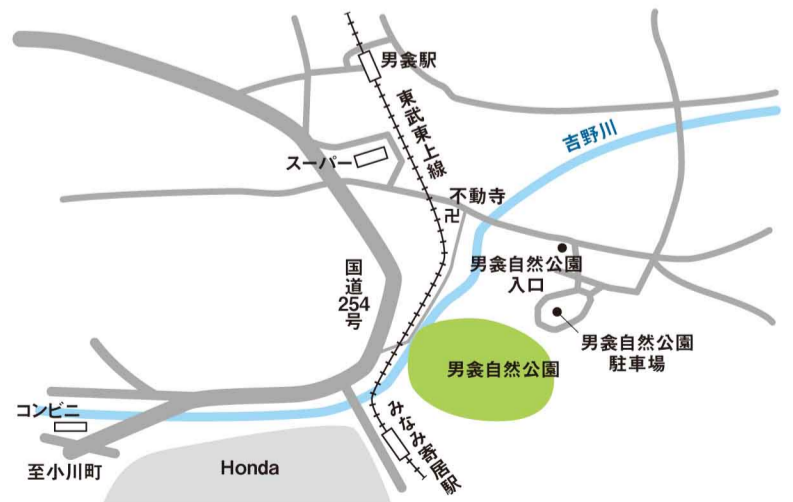 男衾駅
東武東上線
吉野川
スーパー
不動寺
卍
男衾自然公園
入口
国道254号
男衾自然公園
駐車場
男衾自然公園
コンビニ
みなみ寄居駅
至小川町
Honda